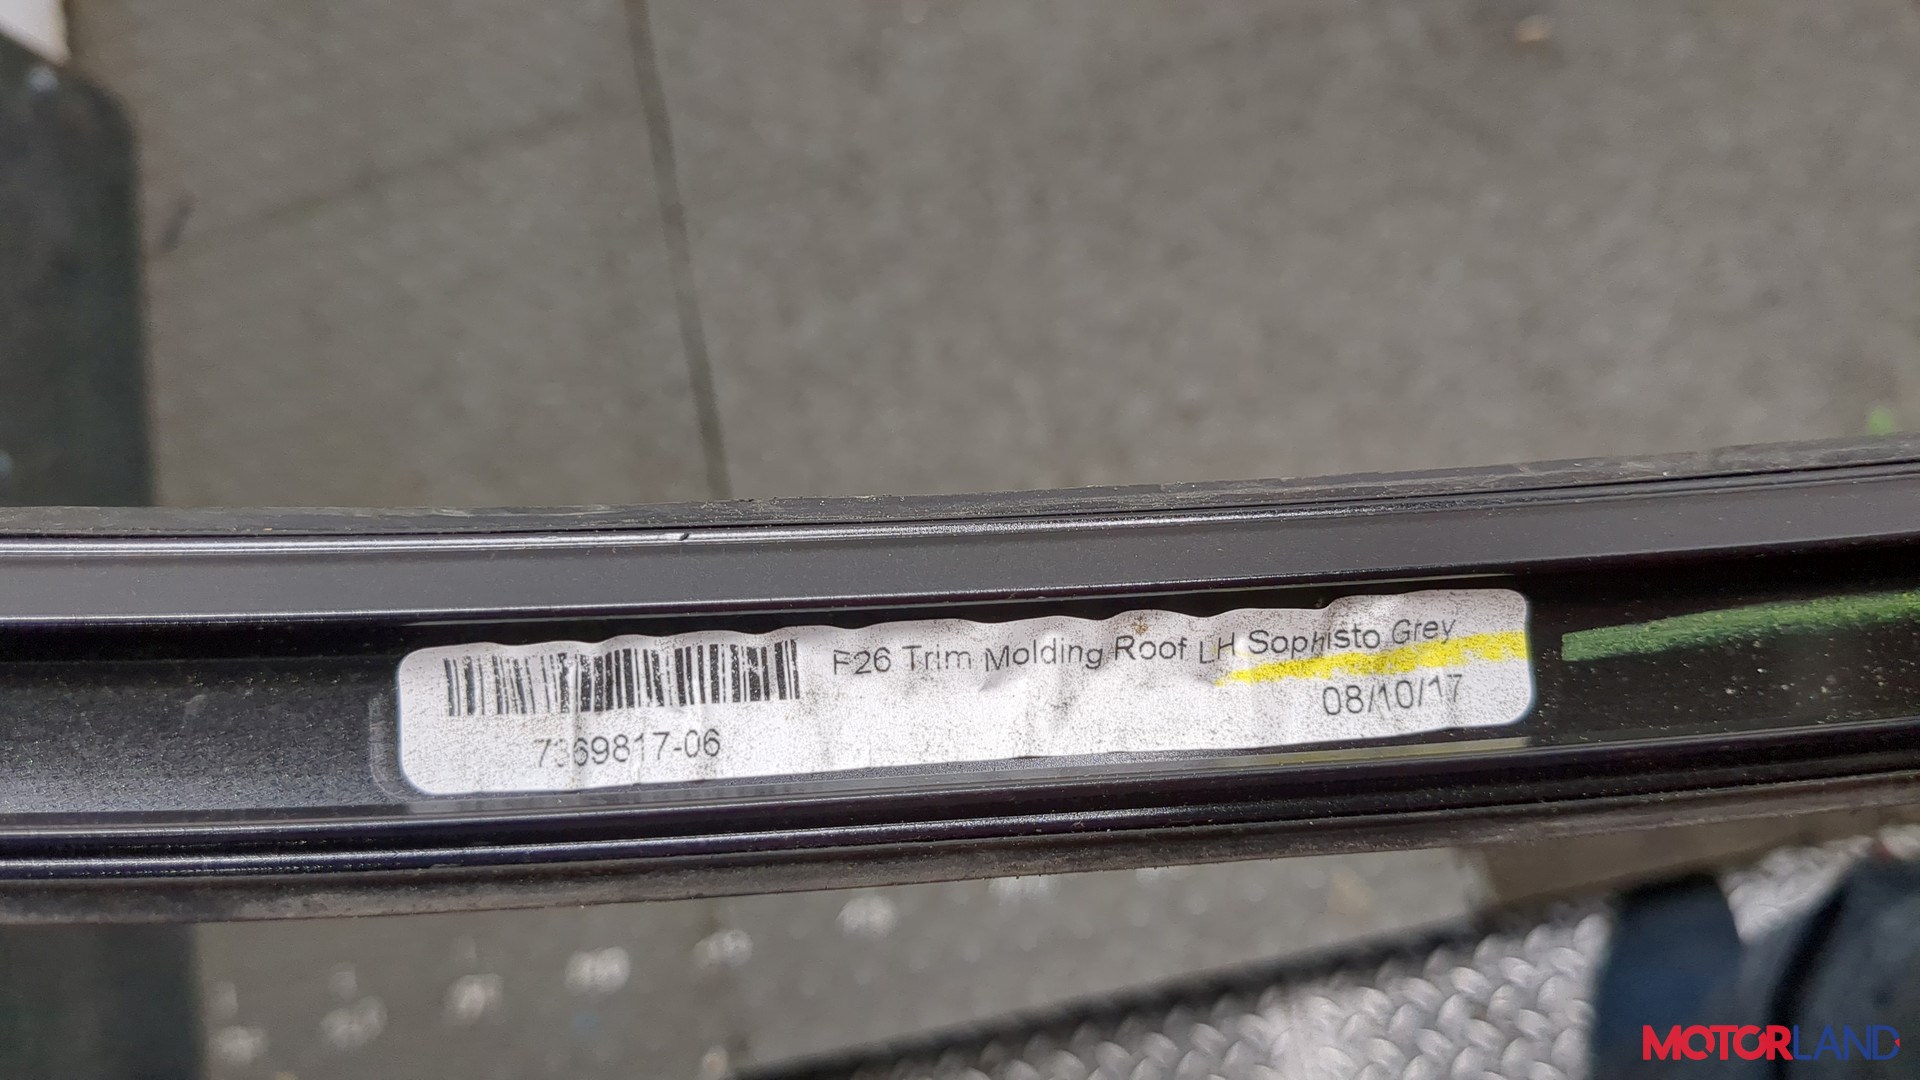 F26 Trim Molding Roof LH Sophisto Grey
08/10/17
7369817-06
MOTORLAND